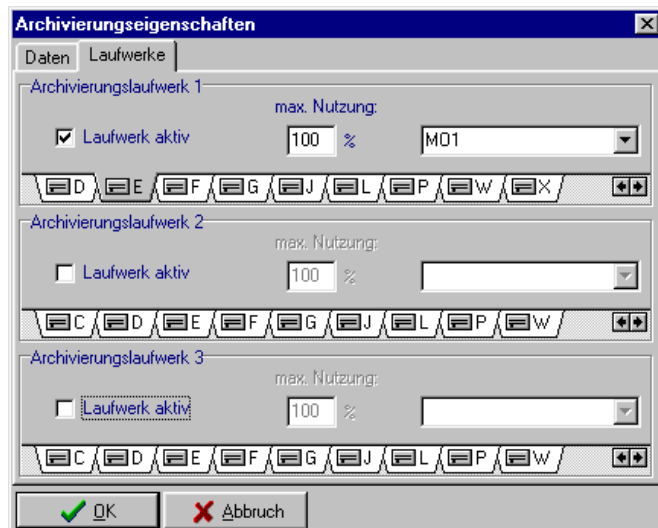 Archivierungseigenschaften
Daten Laufwerke
Archivierungslaufwerk 1
max. Nutzung:
Laufwerk aktiv 100 % MO1
D E F G J L P W X
Archivierungslaufwerk 2
max. Nutzung:
Laufwerk aktiv 100 %
C D E F G J L P W
Archivierungslaufwerk 3
max. Nutzung:
Laufwerk aktiv 100 %
C D E F G J L P W
OK Abbruch